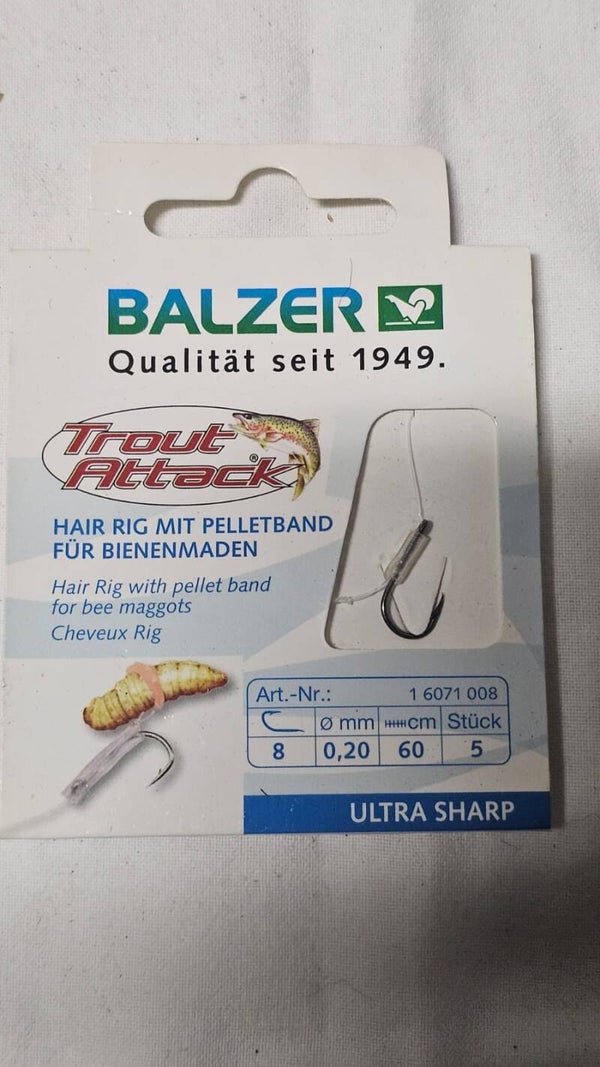 BALZER
Qualität seit 1949.
Trout
Attack®
HAIR RIG MIT PELLETBAND
FÜR BIENENMADEN
Hair Rig with pellet band
for bee maggots
Cheveux Rig
Art.-Nr.: 1 6071 008
Ø mm cm Stück
8 0,20 60 5
ULTRA SHARP